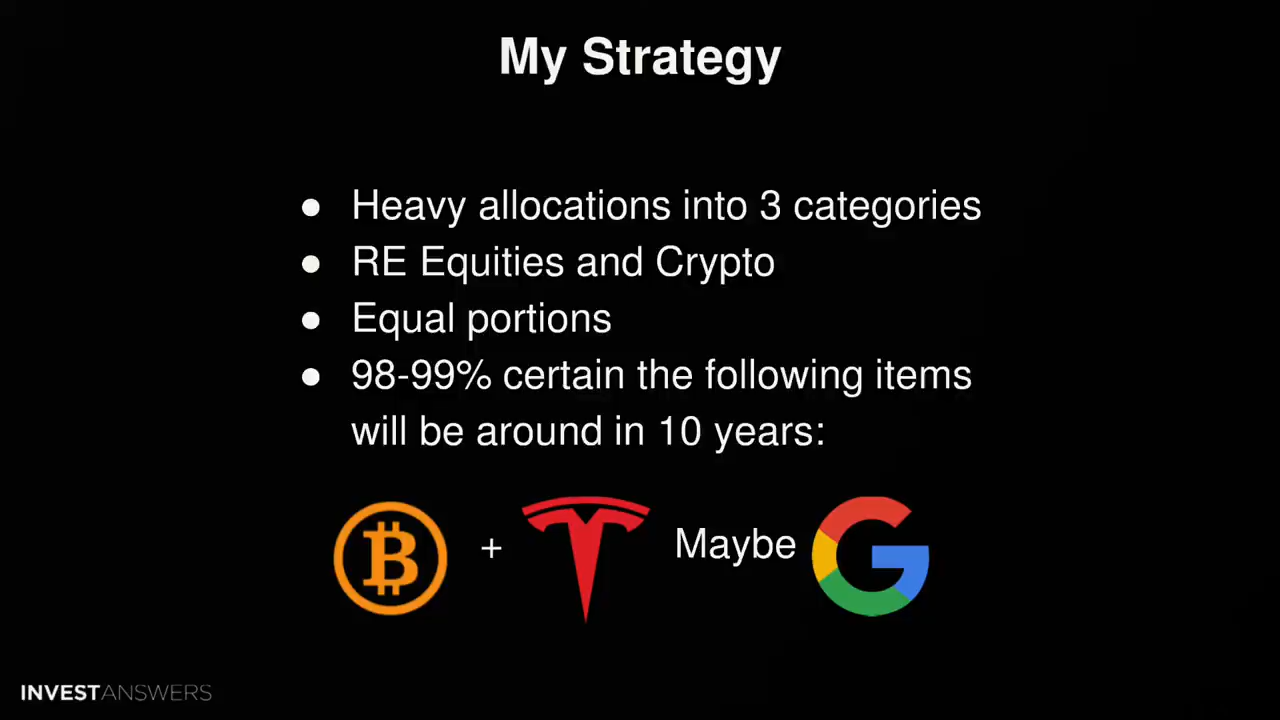 My Strategy
● Heavy allocations into 3 categories
● RE Equities and Crypto
● Equal portions
● 98-99% certain the following items
will be around in 10 years:
+ Maybe
INVESTANSWERS